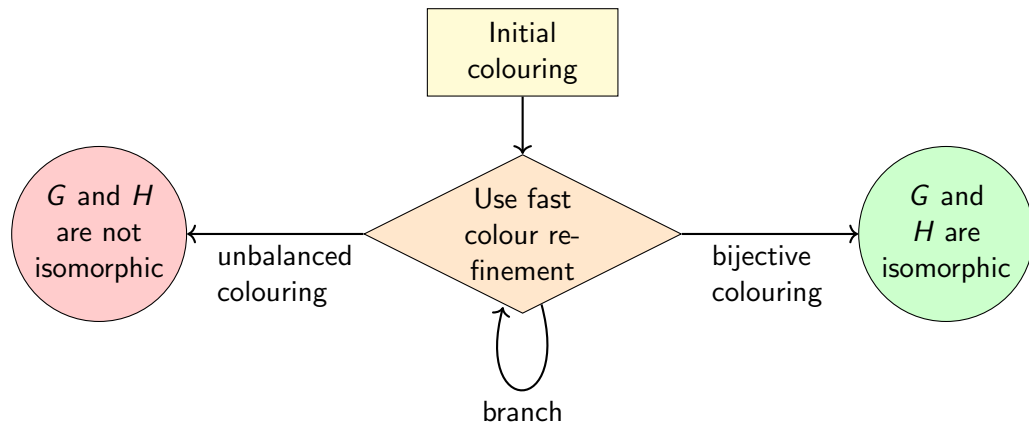 Initial
colouring
G and H
are not
isomorphic
unbalanced
colouring
Use fast
colour re-
finement
bijective
colouring
G and
H are
isomorphic
branch